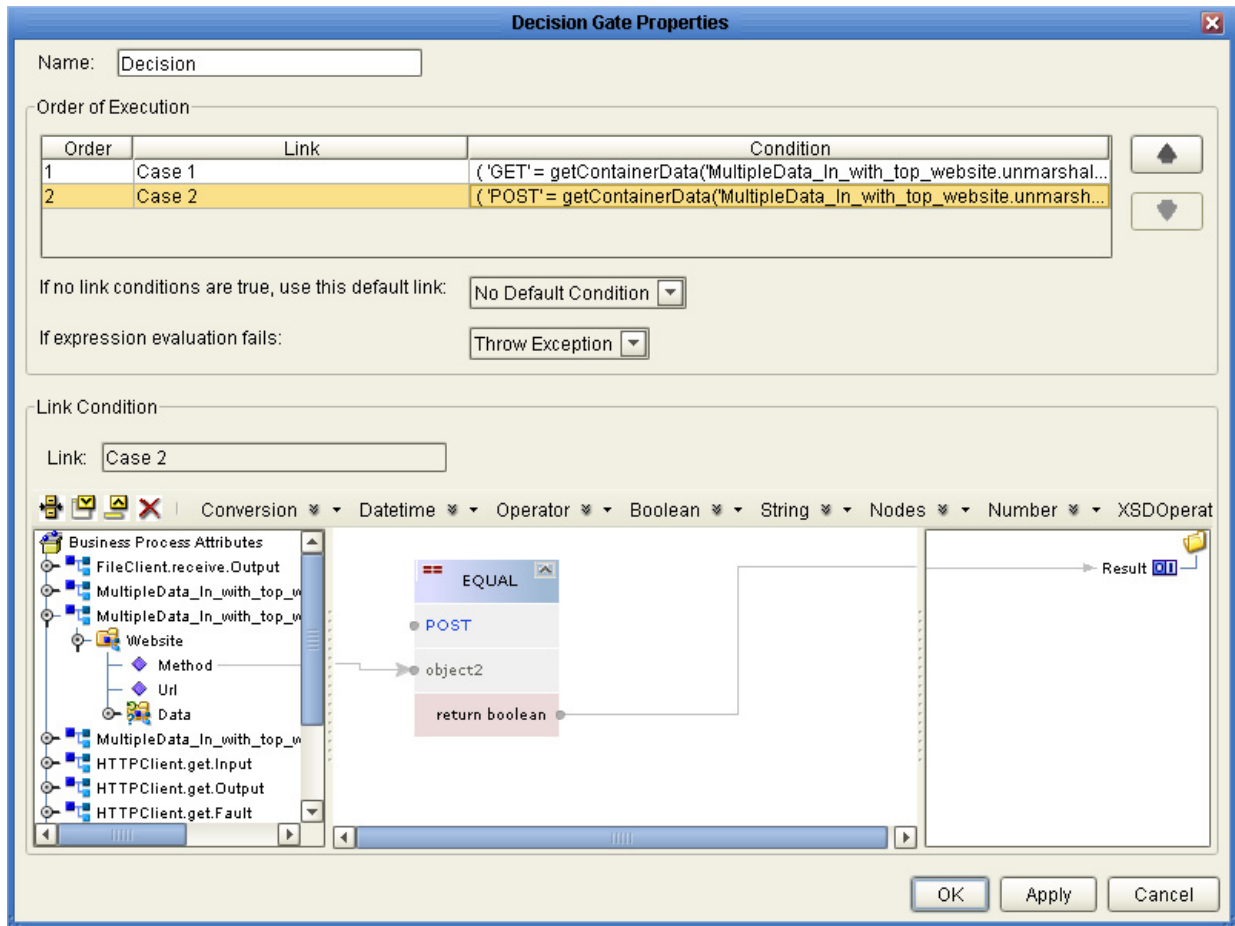 Decision Gate Properties
Name: Decision
Order of Execution
Order Link Condition
1 Case 1 ( 'GET'= getContainerData('MultipleData_In_with_top_website.unmarshal...
2 Case 2 ( 'POST'= getContainerData('MultipleData_In_with_top_website.unmarsh...
If no link conditions are true, use this default link: No Default Condition
If expression evaluation fails: Throw Exception
Link Condition
Link: Case 2
Conversion Datetime Operator Boolean String Nodes Number XSDOperat
Business Process Attributes
FileClient.receive.Output
MultipleData_In_with_top_w
MultipleData_In_with_top_w
Website
Method
Url
Data
MultipleData_In_with_top_w
HTTPClient.get.Input
HTTPClient.get.Output
HTTPClient.get.Fault
== EQUAL
POST
object2
return boolean
Result
OK Apply Cancel